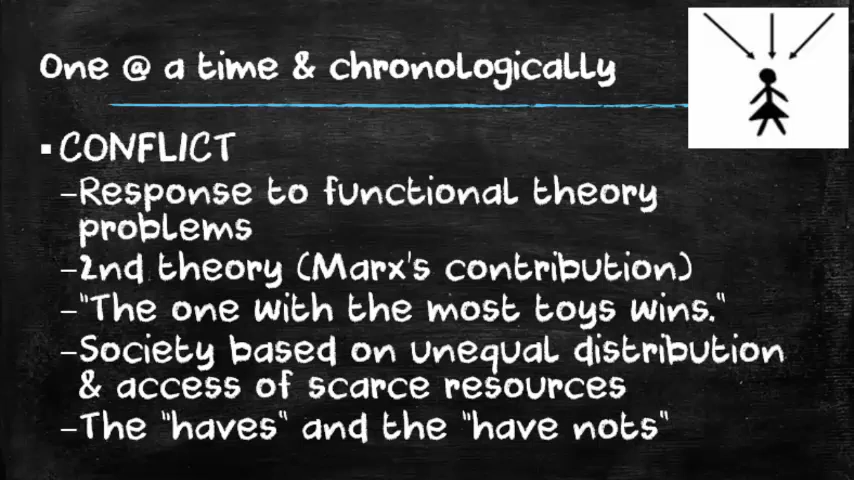 One @ a time & chronologically
▪CONFLICT
–Response to functional theory
problems
–2nd theory (Marx's contribution)
–"The one with the most toys wins."
–Society based on unequal distribution
& access of scarce resources
–The "haves" and the "have nots"